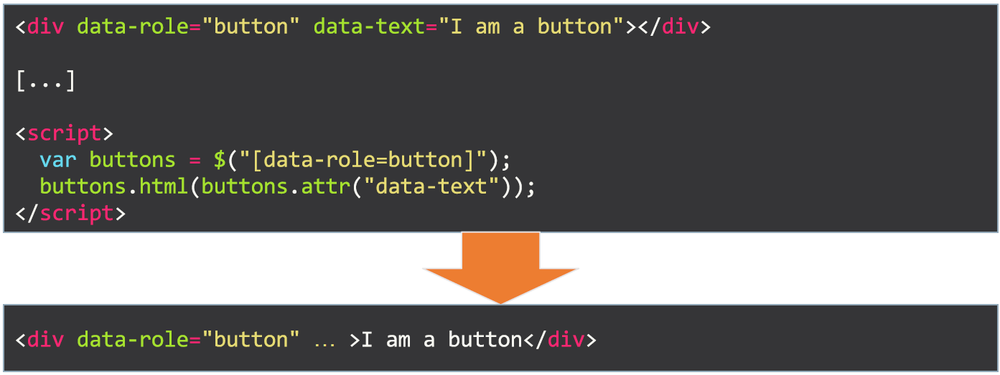 <div data-role="button" data-text="I am a button"></div>
[...]
<script>
var buttons = $("[data-role=button]");
buttons.html(buttons.attr("data-text"));
</script>
<div data-role="button" … >I am a button</div>